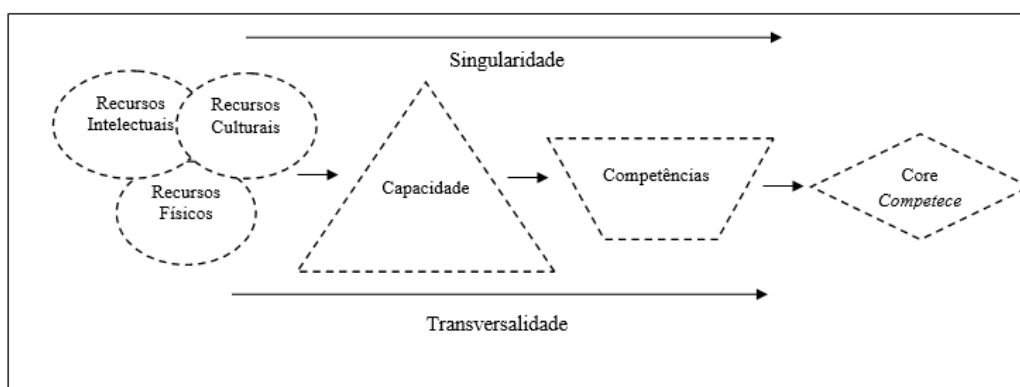 Singularidade
Recursos
Intelectuais
Recursos
Culturais
Recursos
Físicos
Capacidade
Competências
Core
Competece
Transversalidade